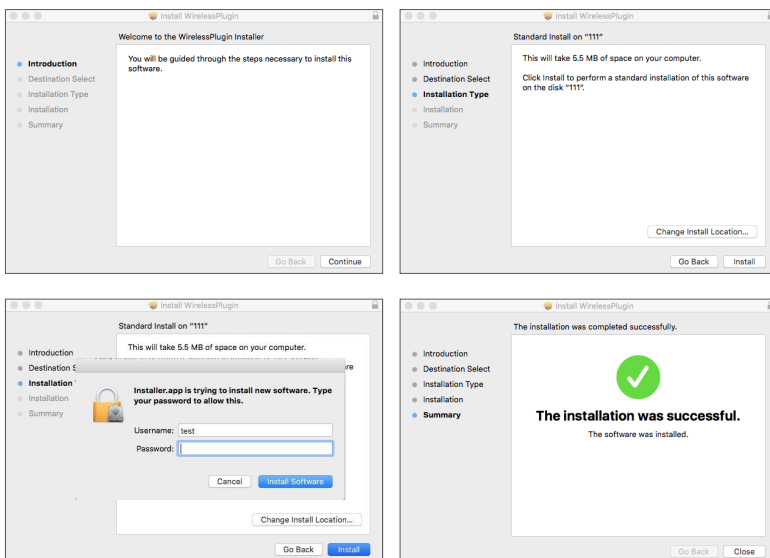 Install WirelessPlugin
Welcome to the WirelessPlugin Installer
Introduction
Destination Select
Installation Type
Installation
Summary
You will be guided through the steps necessary to install this
software.
Go Back
Continue
Install WirelessPlugin
Standard Install on "111"
Introduction
Destination Select
Installation Type
Installation
Summary
This will take 5.5 MB of space on your computer.
Click Install to perform a standard installation of this software
on the disk "111".
Change Install Location...
Go Back
Install
Install WirelessPlugin
Standard Install on "111"
Introduction
Destination S
Installation
Installation
Summary
This will take 5.5 MB of space on your computer.
re
Installer.app is trying to install new software. Type
your password to allow this.
Username: test
Password:
Cancel
Install Software
Change Install Location...
Go Back
Install
Install WirelessPlugin
The installation was completed successfully.
Introduction
Destination Select
Installation Type
Installation
Summary
The installation was successful.
The software was installed.
Go Back
Close